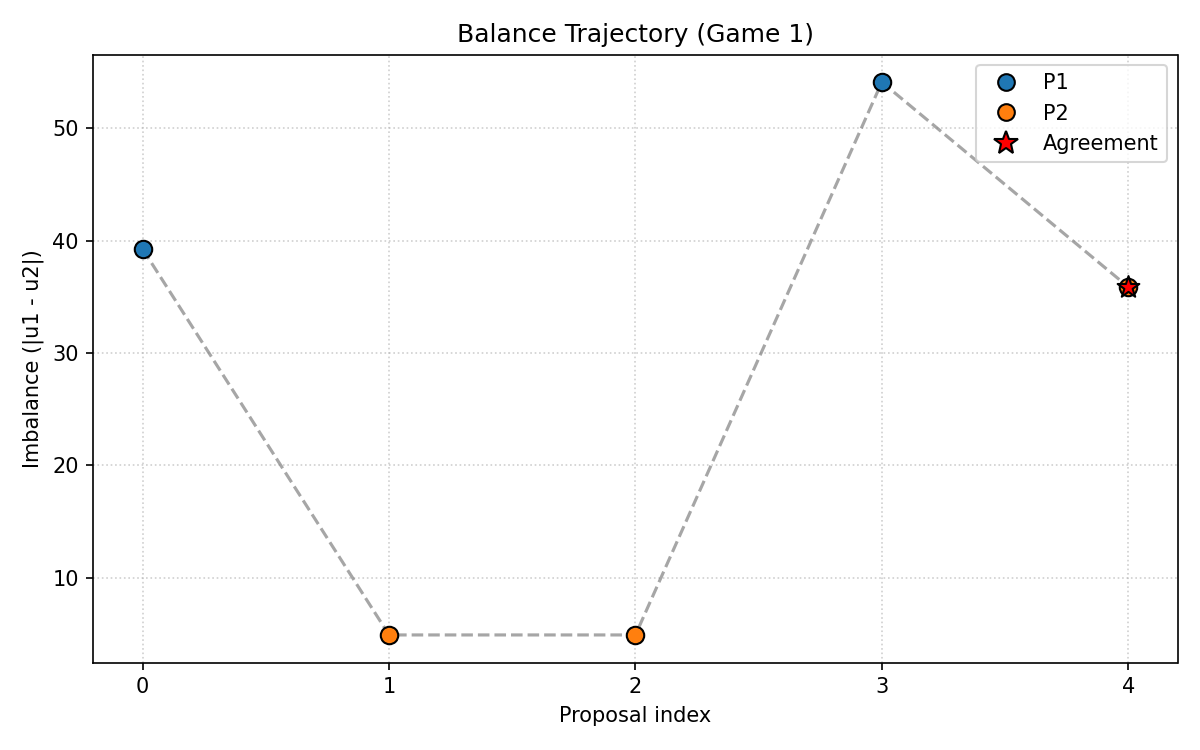 Balance Trajectory (Game 1)
P1
P2
Agreement
Imbalance (|u1 - u2|)
50
40
30
20
10
0 1 2 3 4
Proposal index